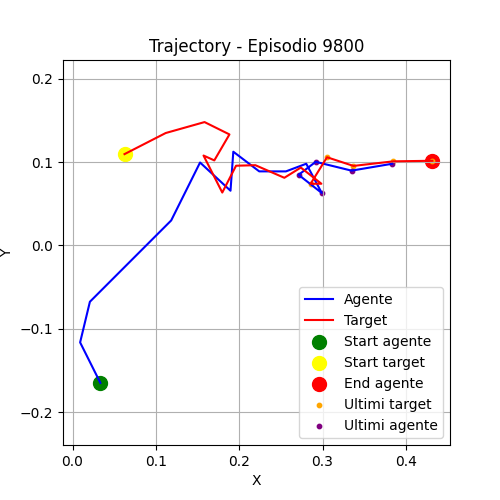 Trajectory - Episodio 9800
0.2
0.1
0.0
−0.1
−0.2
Y
0.0 0.1 0.2 0.3 0.4
X
Agente
Target
Start agente
Start target
End agente
Ultimi target
Ultimi agente